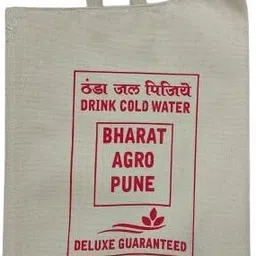 ठंडा जल पिजिये
DRINK COLD WATER
BHARAT
AGRO
PUNE
DELUXE GUARANTEED